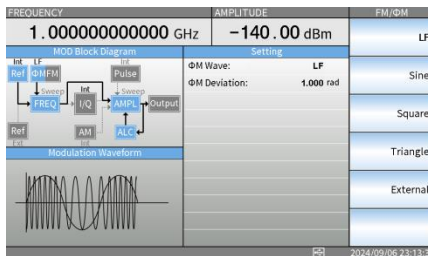 FREQUENCY AMPLITUDE FM/ΦM
1.000000000000 GHz -140.00 dBm
MOD Block Diagram Setting
Int LF Int
Ref ΦM FM Pulse
Sweep Sweep
FREQ Int I/Q AMPL Output
Ref AM ALC
Ext Int
Modulation Waveform
ΦM Wave: LF
ΦM Deviation: 1.000 rad
LF
Sine
Square
Triangle
External
2024/09/06 23:13: